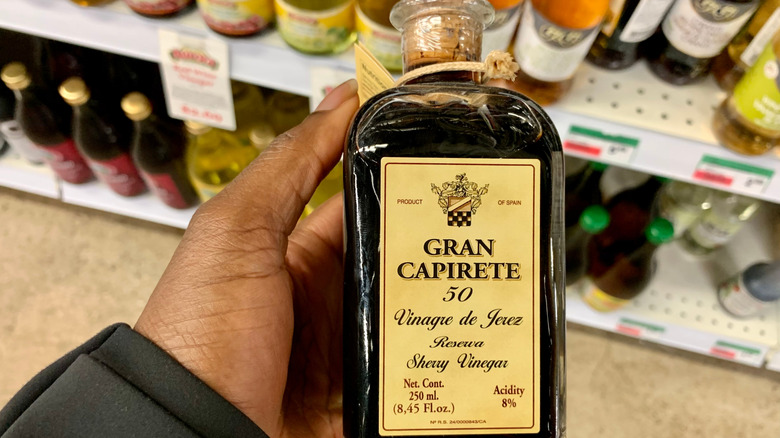 PRODUCT OF SPAIN
GRAN
CAPIRETE
50
Vinagre de Jerez
Reserva
Sherry Vinegar
Net. Cont.
250 ml.
(8,45 Fl.oz.)
Acidity
8%